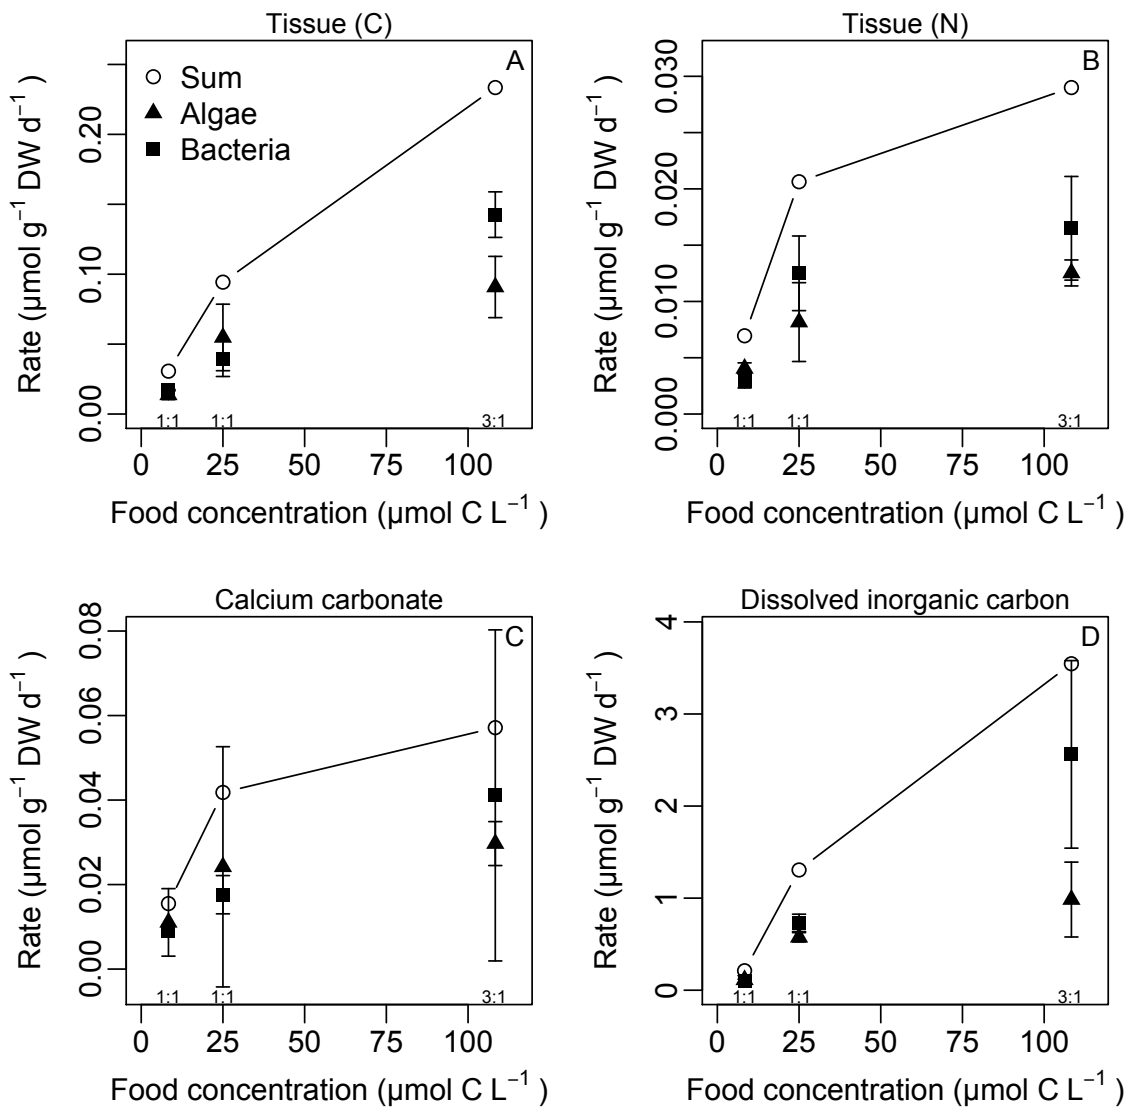 Tissue (C)
A
Sum
Algae
Bacteria
Rate (µmol g⁻¹ DW d⁻¹ )
0.00 0.10 0.20
1:1 1:1 3:1
0 25 50 75 100
Food concentration (µmol C L⁻¹ )
Tissue (N)
B
Rate (µmol g⁻¹ DW d⁻¹ )
0.000 0.010 0.020 0.030
1:1 1:1 3:1
0 25 50 75 100
Food concentration (µmol C L⁻¹ )
Calcium carbonate
C
Rate (µmol g⁻¹ DW d⁻¹ )
0.00 0.02 0.04 0.06 0.08
1:1 1:1 3:1
0 25 50 75 100
Food concentration (µmol C L⁻¹ )
Dissolved inorganic carbon
D
Rate (µmol g⁻¹ DW d⁻¹ )
0 1 2 3 4
1:1 1:1 3:1
0 25 50 75 100
Food concentration (µmol C L⁻¹ )